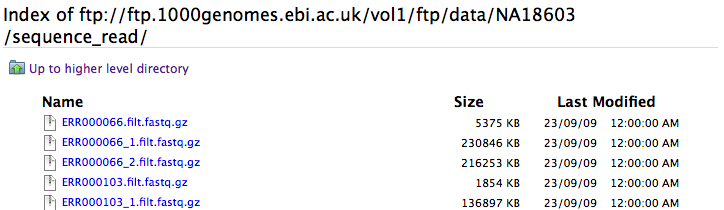 Index of ftp://ftp.1000genomes.ebi.ac.uk/vol1/ftp/data/NA18603
/sequence_read/
Up to higher level directory
Name Size Last Modified
ERR000066.filt.fastq.gz 5375 KB 23/09/09 12:00:00 AM
ERR000066_1.filt.fastq.gz 230846 KB 23/09/09 12:00:00 AM
ERR000066_2.filt.fastq.gz 216253 KB 23/09/09 12:00:00 AM
ERR000103.filt.fastq.gz 1854 KB 23/09/09 12:00:00 AM
ERR000103_1.filt.fastq.gz 136897 KB 23/09/09 12:00:00 AM